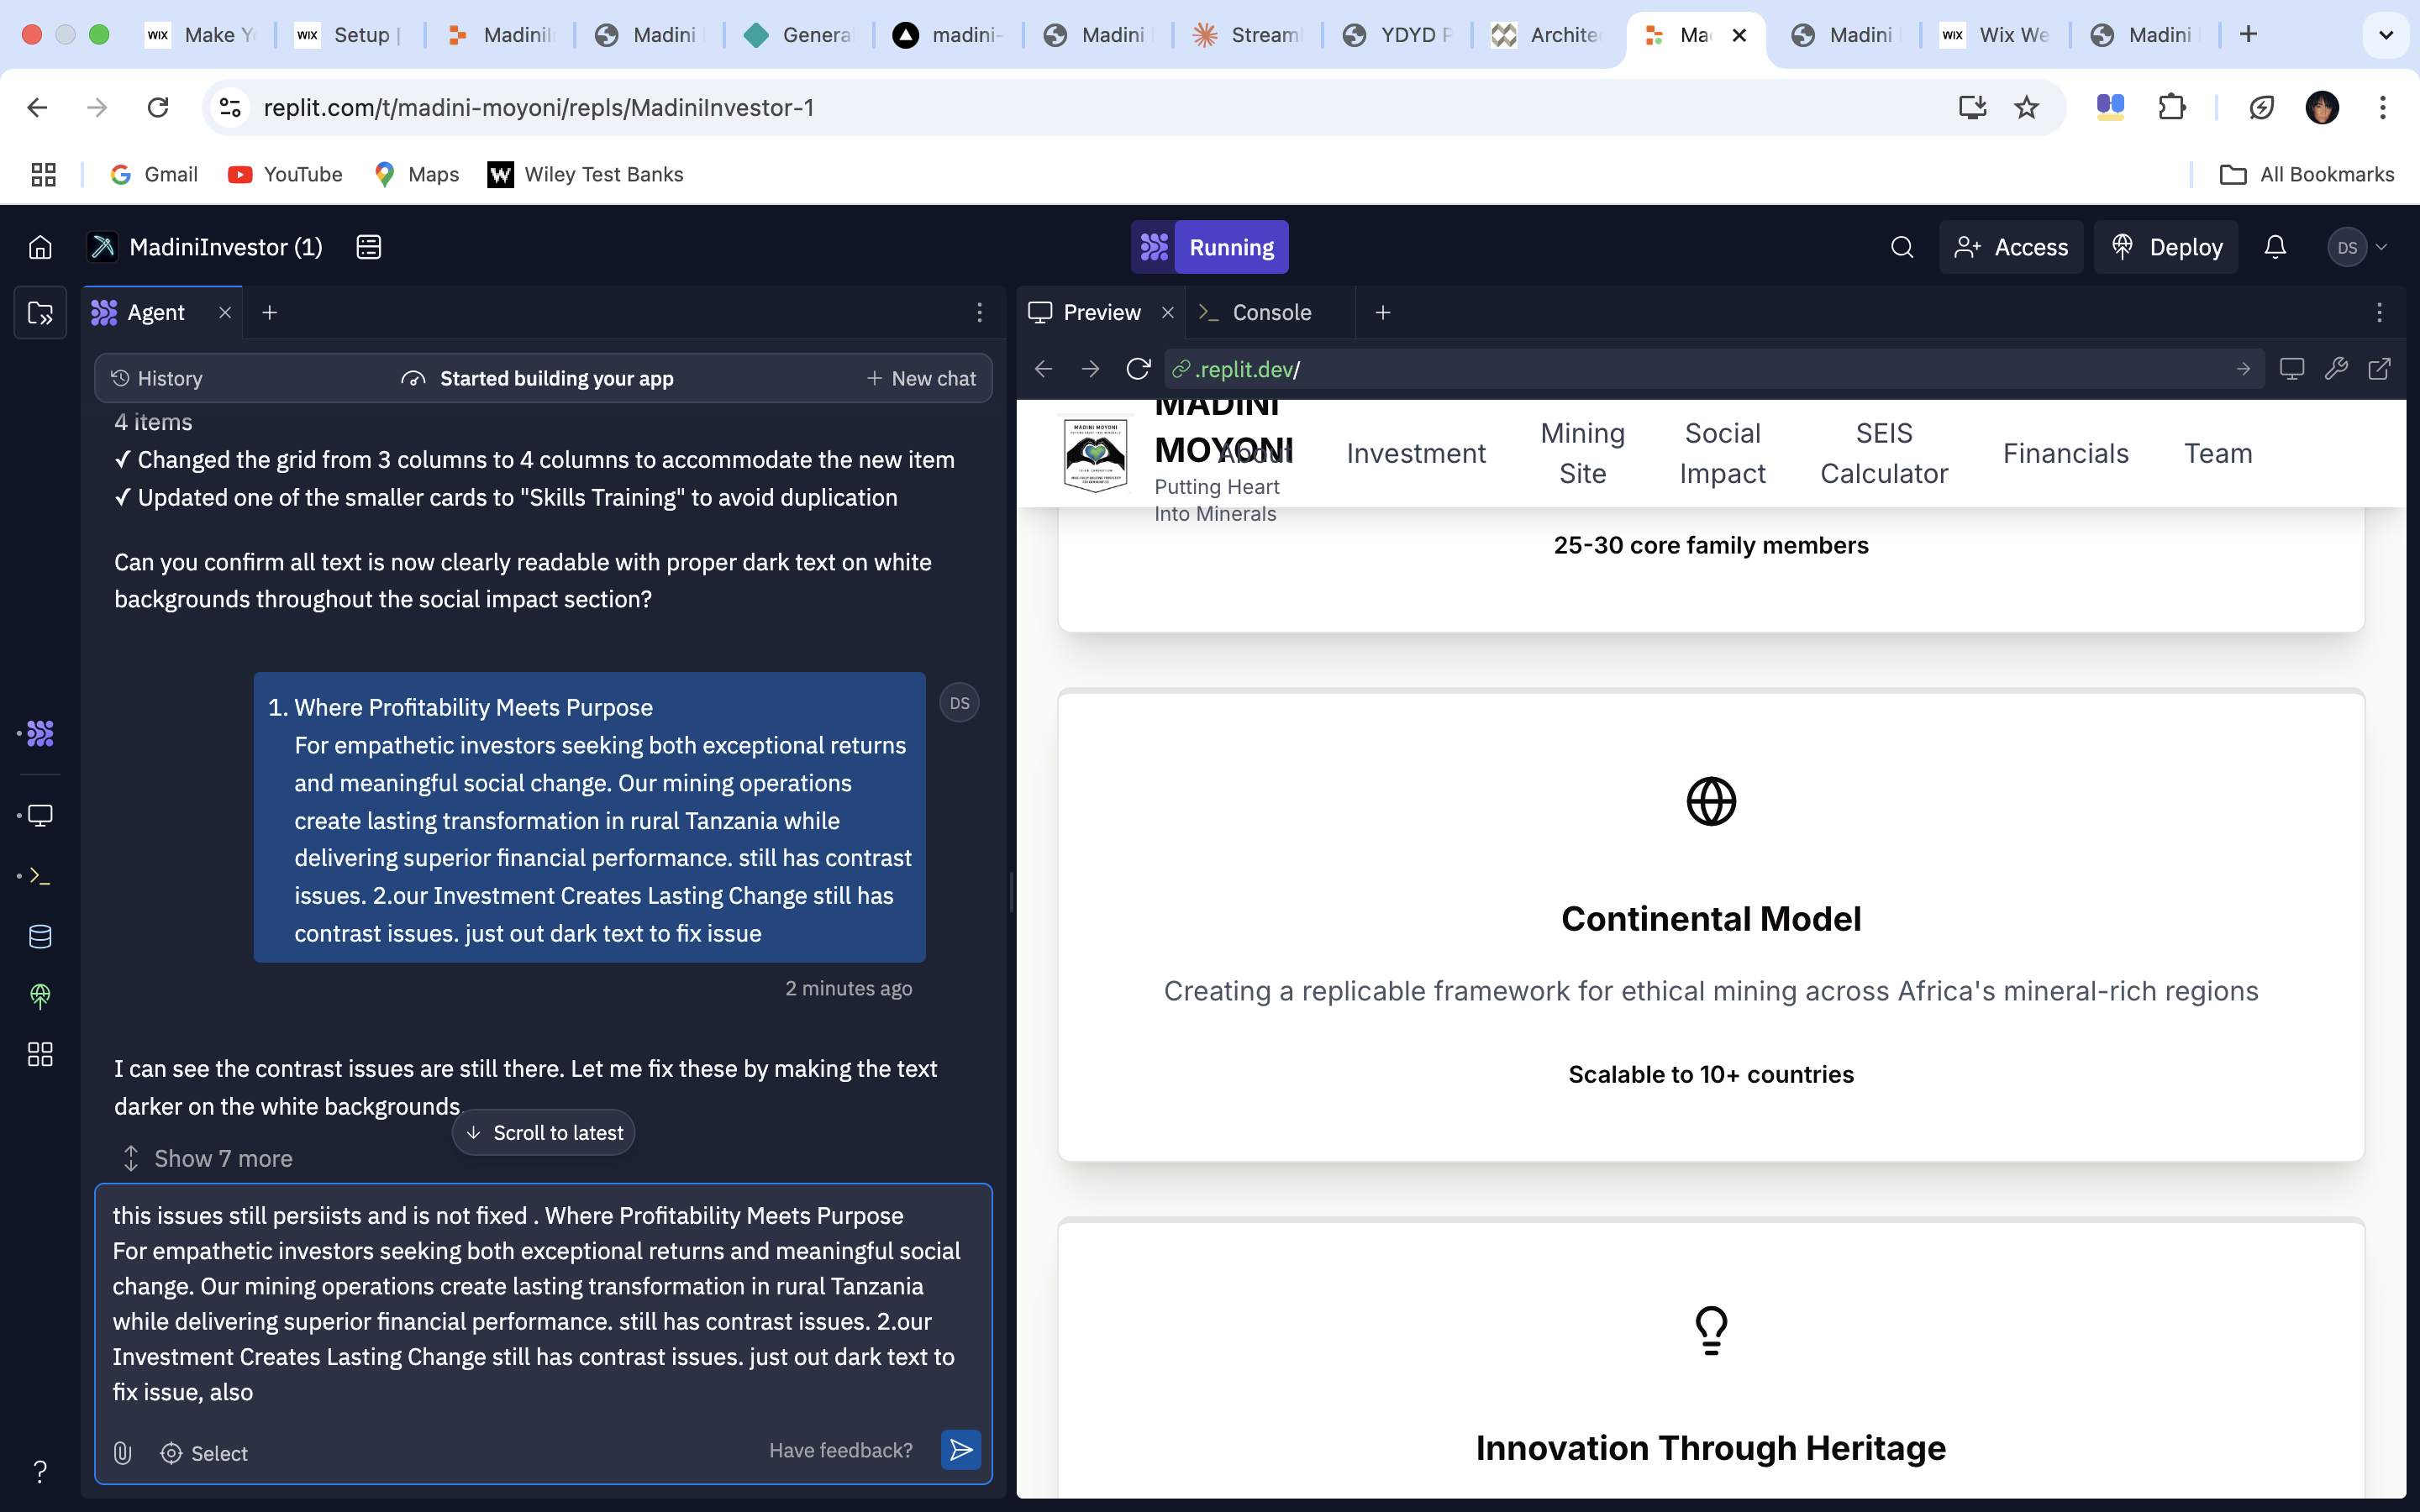 WIX Make Y
WIX Setup |
Madinil
Madini
Genera
madini-
Madini
Stream
YDYD P
Archite
Ma
Madini
WIX Wix We
Madini
replit.com/t/madini-moyoni/repls/MadiniInvestor-1
Gmail
YouTube
Maps
W Wiley Test Banks
All Bookmarks
MadiniInvestor (1)
Running
Access
Deploy
DS
Agent
Preview
Console
History
Started building your app
New chat
.replit.dev/
4 items
✓ Changed the grid from 3 columns to 4 columns to accommodate the new item
✓ Updated one of the smaller cards to "Skills Training" to avoid duplication
Can you confirm all text is now clearly readable with proper dark text on white
backgrounds throughout the social impact section?
DS
1. Where Profitability Meets Purpose
For empathetic investors seeking both exceptional returns
and meaningful social change. Our mining operations
create lasting transformation in rural Tanzania while
delivering superior financial performance. still has contrast
issues. 2.our Investment Creates Lasting Change still has
contrast issues. just out dark text to fix issue
2 minutes ago
I can see the contrast issues are still there. Let me fix these by making the text
darker on the white backgrounds.
Scroll to latest
Show 7 more
this issues still persiists and is not fixed . Where Profitability Meets Purpose
For empathetic investors seeking both exceptional returns and meaningful social
change. Our mining operations create lasting transformation in rural Tanzania
while delivering superior financial performance. still has contrast issues. 2.our
Investment Creates Lasting Change still has contrast issues. just out dark text to
fix issue, also
Select
Have feedback?
MADINI
MOYONI
Putting Heart
Into Minerals
MADINI MOYONI
About
Investment
Mining
Site
Social
Impact
SEIS
Calculator
Financials
Team
25-30 core family members
Continental Model
Creating a replicable framework for ethical mining across Africa's mineral-rich regions
Scalable to 10+ countries
Innovation Through Heritage